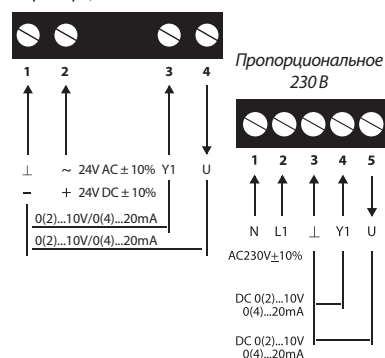 1 2 3 4
⊥ ~ 24V AC ± 10% Y1 U
– + 24V DC ± 10%
0(2)...10V/0(4)...20mA
0(2)...10V/0(4)...20mA
Пропорциональное
230 В
1 2 3 4 5
N L1 ⊥ Y1 U
AC230V±10%
DC 0(2)...10V
0(4)...20mA
DC 0(2)...10V
0(4)...20mA